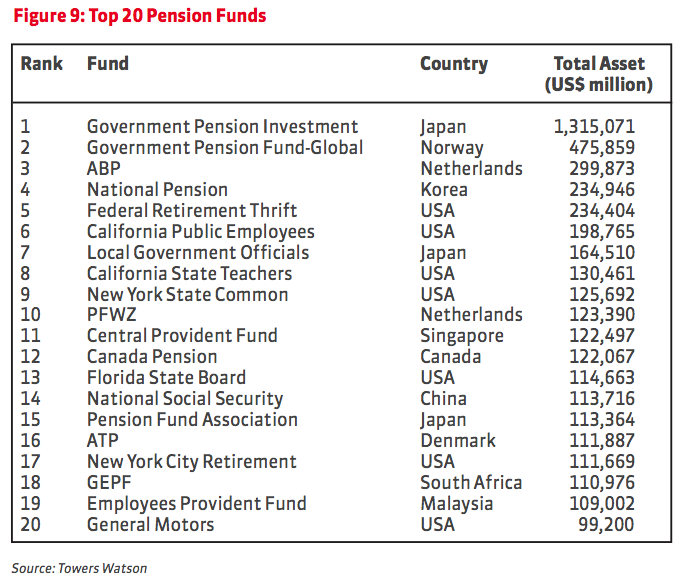 Figure 9: Top 20 Pension Funds
Rank Fund Country Total Asset
(US$ million)
1 Government Pension Investment Japan 1,315,071
2 Government Pension Fund-Global Norway 475,859
3 ABP Netherlands 299,873
4 National Pension Korea 234,946
5 Federal Retirement Thrift USA 234,404
6 California Public Employees USA 198,765
7 Local Government Officials Japan 164,510
8 California State Teachers USA 130,461
9 New York State Common USA 125,692
10 PFWZ Netherlands 123,390
11 Central Provident Fund Singapore 122,497
12 Canada Pension Canada 122,067
13 Florida State Board USA 114,663
14 National Social Security China 113,716
15 Pension Fund Association Japan 113,364
16 ATP Denmark 111,887
17 New York City Retirement USA 111,669
18 GEPF South Africa 110,976
19 Employees Provident Fund Malaysia 109,002
20 General Motors USA 99,200
Source: Towers Watson